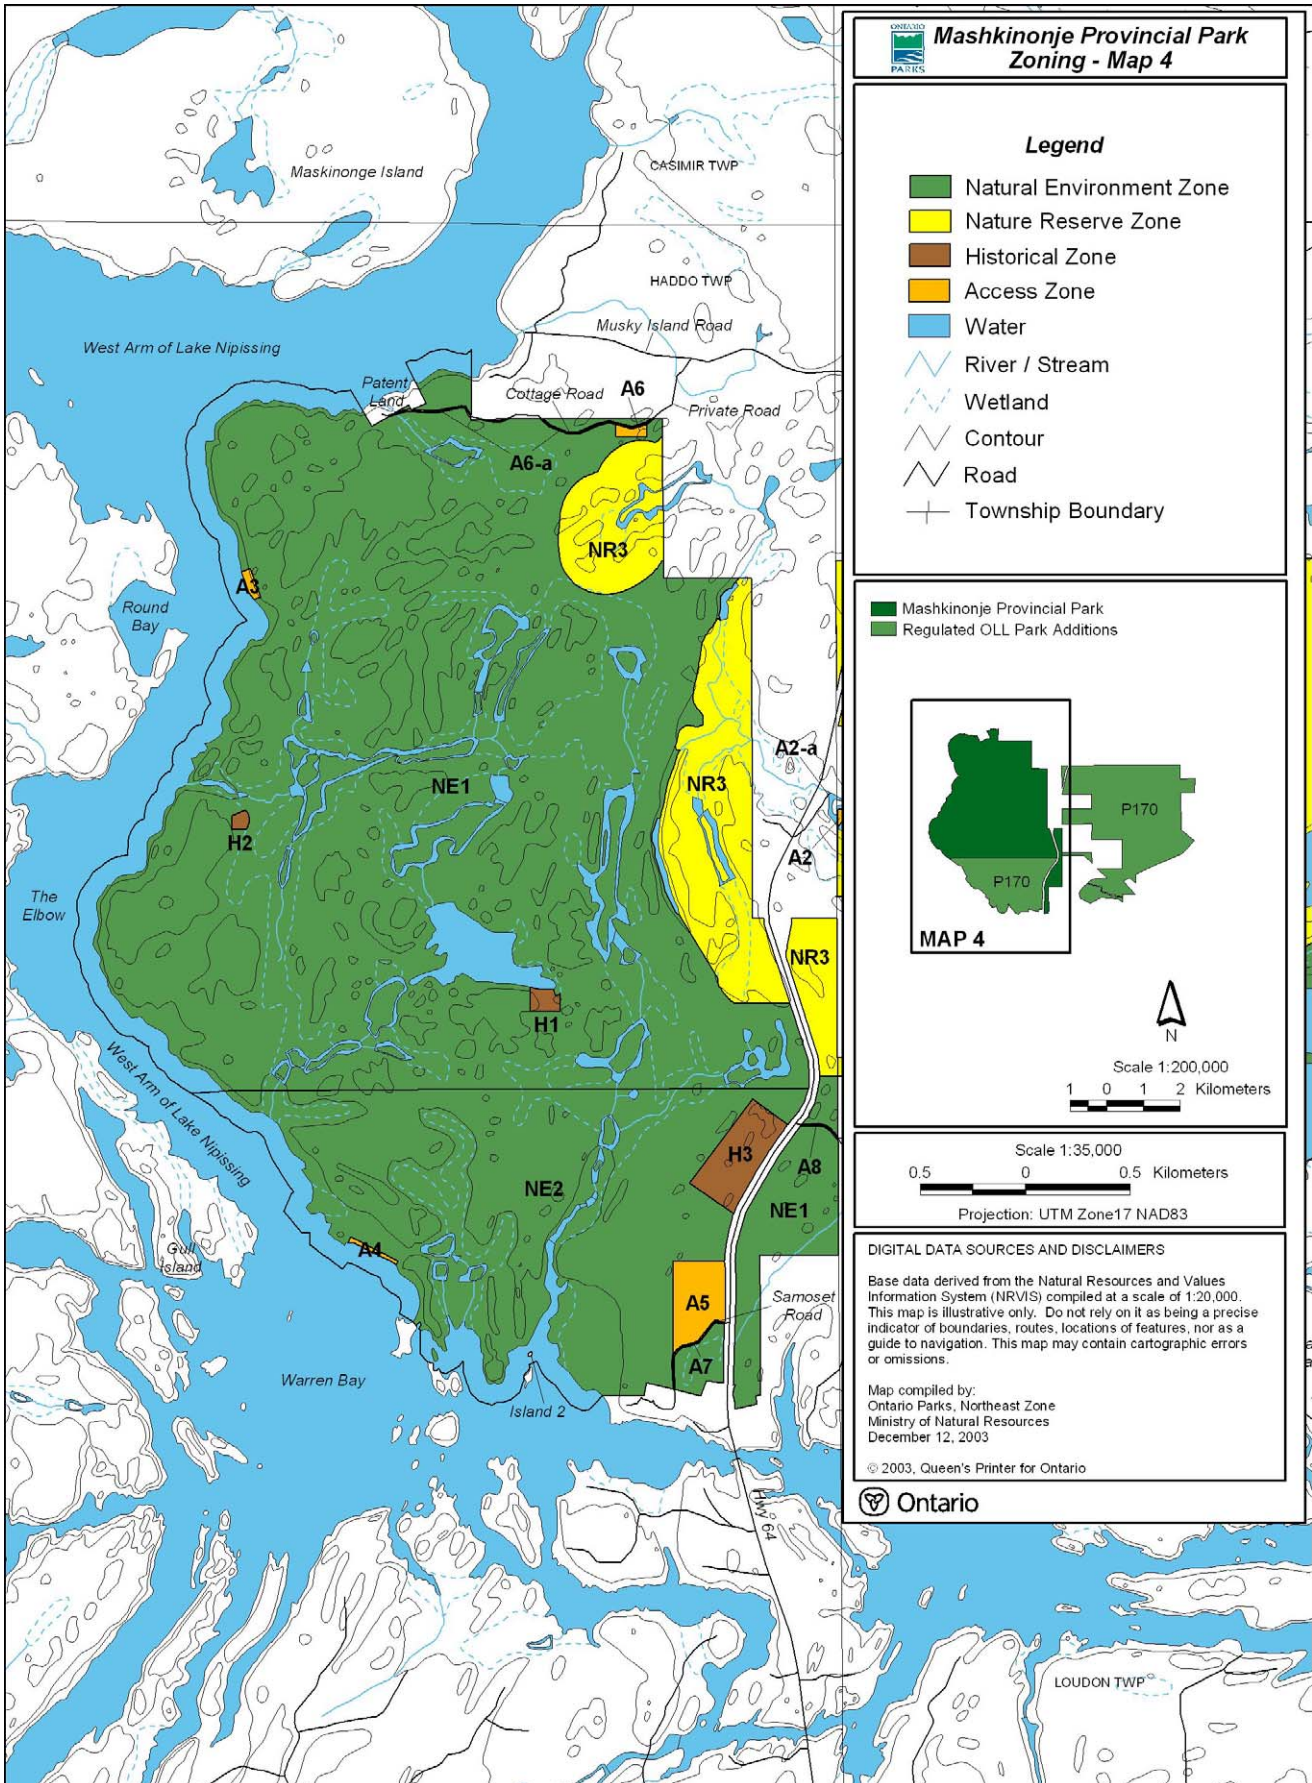 ONTARIO
PARKS
Mashkinonje Provincial Park
Zoning - Map 4
Legend
Natural Environment Zone
Nature Reserve Zone
Historical Zone
Access Zone
Water
River / Stream
Wetland
Contour
Road
Township Boundary
Mashkinonje Provincial Park
Regulated OLL Park Additions
P170
P170
MAP 4
N
Scale 1:200,000
1 0 1 2 Kilometers
Scale 1:35,000
0.5 0 0.5 Kilometers
Projection: UTM Zone17 NAD83
DIGITAL DATA SOURCES AND DISCLAIMERS
Base data derived from the Natural Resources and Values
Information System (NRVIS) compiled at a scale of 1:20,000.
This map is illustrative only. Do not rely on it as being a precise
indicator of boundaries, routes, locations of features, nor as a
guide to navigation. This map may contain cartographic errors
or omissions.
Map compiled by:
Ontario Parks, Northeast Zone
Ministry of Natural Resources
December 12, 2003
© 2003, Queen's Printer for Ontario
Ontario
Maskinonge Island
CASIMIR TWP
HADDO TWP
Musky Island Road
West Arm of Lake Nipissing
Patent
Land
Cottage Road
A6
Private Road
A6-a
NR3
A3
Round
Bay
A2-a
NR3
NE1
H2
A2
The
Elbow
NR3
H1
West Arm of Lake Nipissing
H3
A8
NE2
NE1
Gull
Island
A4
A5
Samoset
Road
A7
Warren Bay
Island 2
Hwy 64
LOUDON TWP